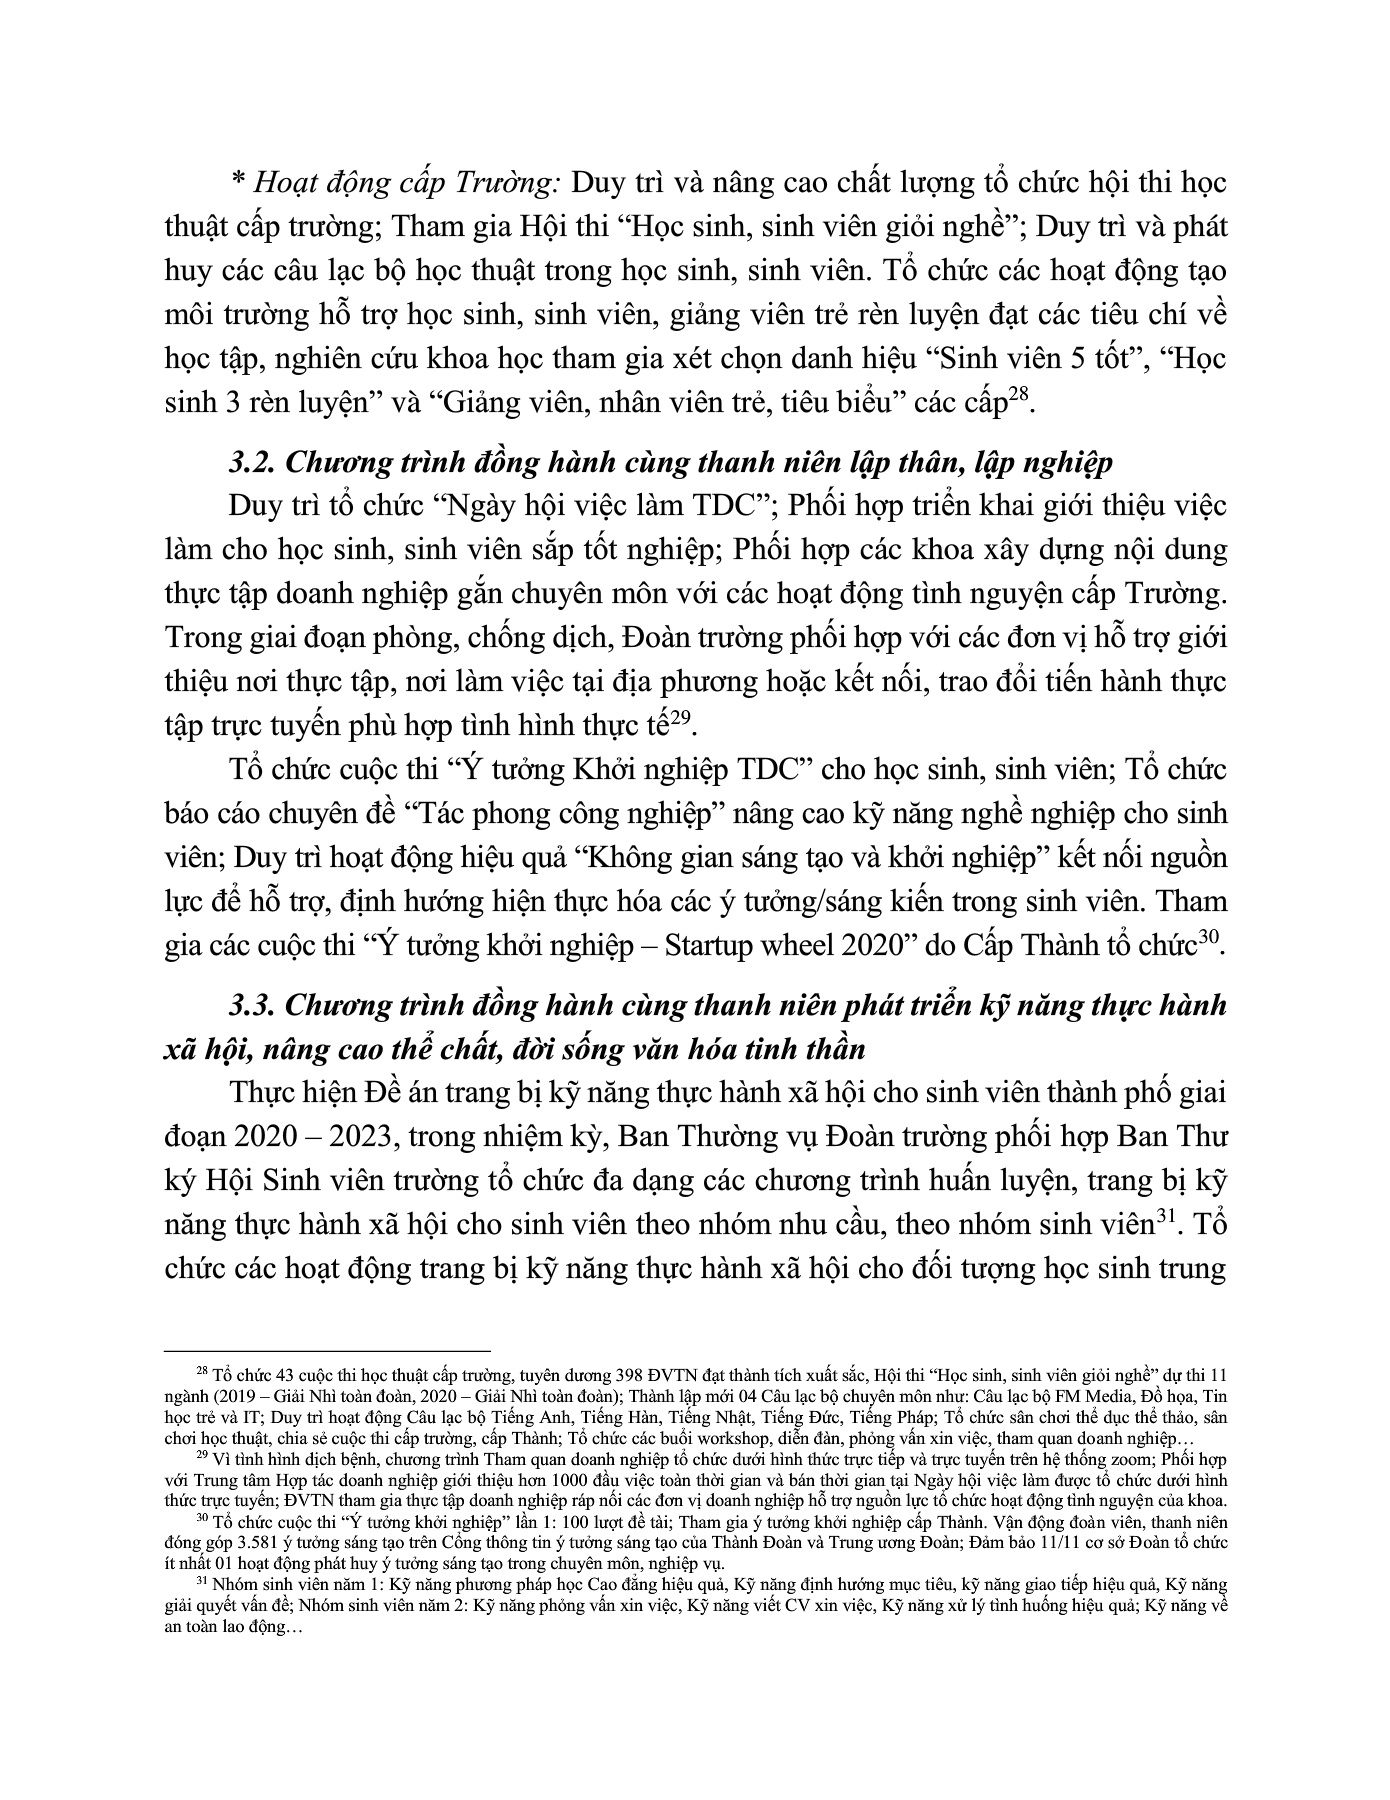 * Hoạt động cấp Trường: Duy trì và nâng cao chất lượng tổ chức hội thi học
thuật cấp trường; Tham gia Hội thi “Học sinh, sinh viên giỏi nghề”; Duy trì và phát
huy các câu lạc bộ học thuật trong học sinh, sinh viên. Tổ chức các hoạt động tạo
môi trường hỗ trợ học sinh, sinh viên, giảng viên trẻ rèn luyện đạt các tiêu chí về
học tập, nghiên cứu khoa học tham gia xét chọn danh hiệu “Sinh viên 5 tốt”, “Học
sinh 3 rèn luyện” và “Giảng viên, nhân viên trẻ, tiêu biểu” các cấp28.
3.2. Chương trình đồng hành cùng thanh niên lập thân, lập nghiệp
Duy trì tổ chức “Ngày hội việc làm TDC”; Phối hợp triển khai giới thiệu việc
làm cho học sinh, sinh viên sắp tốt nghiệp; Phối hợp các khoa xây dựng nội dung
thực tập doanh nghiệp gắn chuyên môn với các hoạt động tình nguyện cấp Trường.
Trong giai đoạn phòng, chống dịch, Đoàn trường phối hợp với các đơn vị hỗ trợ giới
thiệu nơi thực tập, nơi làm việc tại địa phương hoặc kết nối, trao đổi tiến hành thực
tập trực tuyến phù hợp tình hình thực tế29.
Tổ chức cuộc thi “Ý tưởng Khởi nghiệp TDC” cho học sinh, sinh viên; Tổ chức
báo cáo chuyên đề “Tác phong công nghiệp” nâng cao kỹ năng nghề nghiệp cho sinh
viên; Duy trì hoạt động hiệu quả “Không gian sáng tạo và khởi nghiệp” kết nối nguồn
lực để hỗ trợ, định hướng hiện thực hóa các ý tưởng/sáng kiến trong sinh viên. Tham
gia các cuộc thi “Ý tưởng khởi nghiệp – Startup wheel 2020” do Cấp Thành tổ chức30.
3.3. Chương trình đồng hành cùng thanh niên phát triển kỹ năng thực hành
xã hội, nâng cao thể chất, đời sống văn hóa tinh thần
Thực hiện Đề án trang bị kỹ năng thực hành xã hội cho sinh viên thành phố giai
đoạn 2020 – 2023, trong nhiệm kỳ, Ban Thường vụ Đoàn trường phối hợp Ban Thư
ký Hội Sinh viên trường tổ chức đa dạng các chương trình huấn luyện, trang bị kỹ
năng thực hành xã hội cho sinh viên theo nhóm nhu cầu, theo nhóm sinh viên31. Tổ
chức các hoạt động trang bị kỹ năng thực hành xã hội cho đối tượng học sinh trung
28 Tổ chức 43 cuộc thi học thuật cấp trường, tuyên dương 398 ĐVTN đạt thành tích xuất sắc, Hội thi “Học sinh, sinh viên giỏi nghề” dự thi 11
ngành (2019 – Giải Nhì toàn đoàn, 2020 – Giải Nhì toàn đoàn); Thành lập mới 04 Câu lạc bộ chuyên môn như: Câu lạc bộ FM Media, Đồ họa, Tin
học trẻ và IT; Duy trì hoạt động Câu lạc bộ Tiếng Anh, Tiếng Hàn, Tiếng Nhật, Tiếng Đức, Tiếng Pháp; Tổ chức sân chơi thể dục thể thảo, sân
chơi học thuật, chia sẻ cuộc thi cấp trường, cấp Thành; Tổ chức các buổi workshop, diễn đàn, phỏng vấn xin việc, tham quan doanh nghiệp…
29 Vì tình hình dịch bệnh, chương trình Tham quan doanh nghiệp tổ chức dưới hình thức trực tiếp và trực tuyến trên hệ thống zoom; Phối hợp
với Trung tâm Hợp tác doanh nghiệp giới thiệu hơn 1000 đầu việc toàn thời gian và bán thời gian tại Ngày hội việc làm được tổ chức dưới hình
thức trực tuyến; ĐVTN tham gia thực tập doanh nghiệp ráp nối các đơn vị doanh nghiệp hỗ trợ nguồn lực tổ chức hoạt động tình nguyện của khoa.
30 Tổ chức cuộc thi “Ý tưởng khởi nghiệp” lần 1: 100 lượt đề tài; Tham gia ý tưởng khởi nghiệp cấp Thành. Vận động đoàn viên, thanh niên
đóng góp 3.581 ý tưởng sáng tạo trên Cổng thông tin ý tưởng sáng tạo của Thành Đoàn và Trung ương Đoàn; Đảm bảo 11/11 cơ sở Đoàn tổ chức
ít nhất 01 hoạt động phát huy ý tưởng sáng tạo trong chuyên môn, nghiệp vụ.
31 Nhóm sinh viên năm 1: Kỹ năng phương pháp học Cao đẳng hiệu quả, Kỹ năng định hướng mục tiêu, kỹ năng giao tiếp hiệu quả, Kỹ năng
giải quyết vấn đề; Nhóm sinh viên năm 2: Kỹ năng phỏng vấn xin việc, Kỹ năng viết CV xin việc, Kỹ năng xử lý tình huống hiệu quả; Kỹ năng về
an toàn lao động…